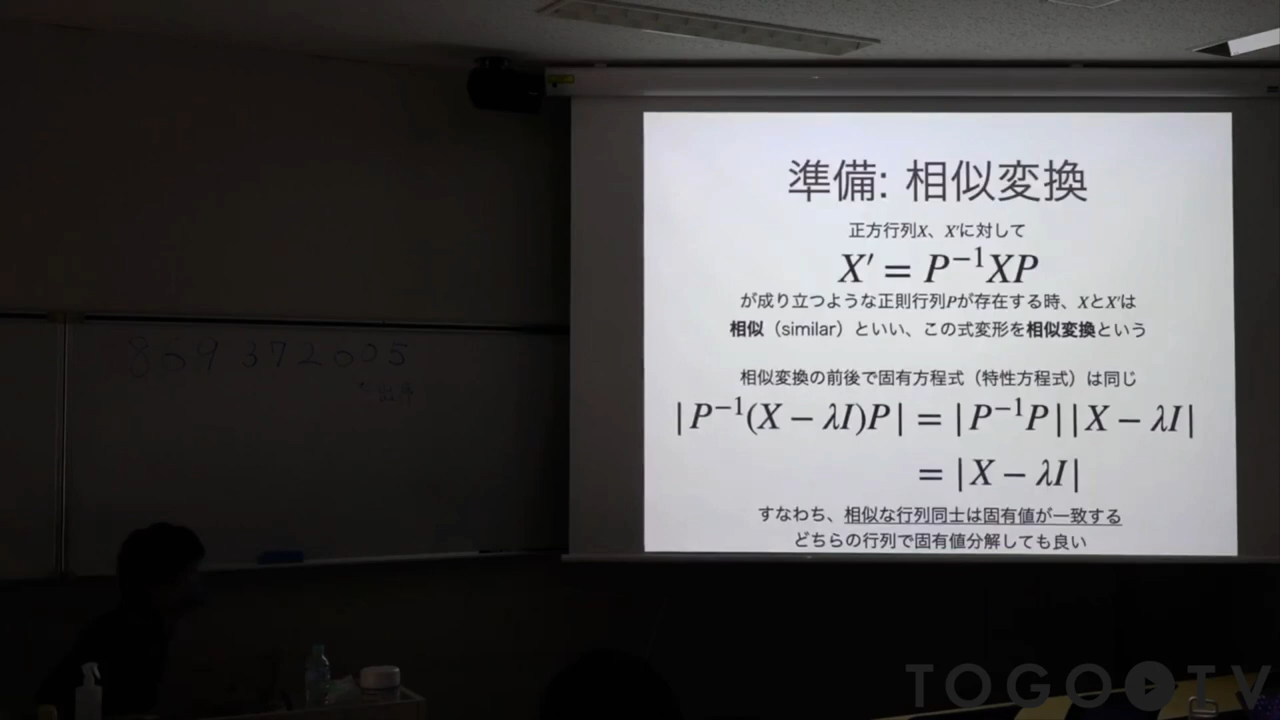 準備: 相似変換
正方行列X、X′に対して
X′ = P⁻¹XP
が成り立つような正則行列Pが存在する時、XとX′は
相似（similar）といい、この式変形を相似変換という
相似変換の前後で固有方程式（特性方程式）は同じ
|P⁻¹(X − λI)P| = |P⁻¹P||X − λI|
= |X − λI|
すなわち、相似な行列同士は固有値が一致する
どちらの行列で固有値分解しても良い
869 372 605
TOGO TV